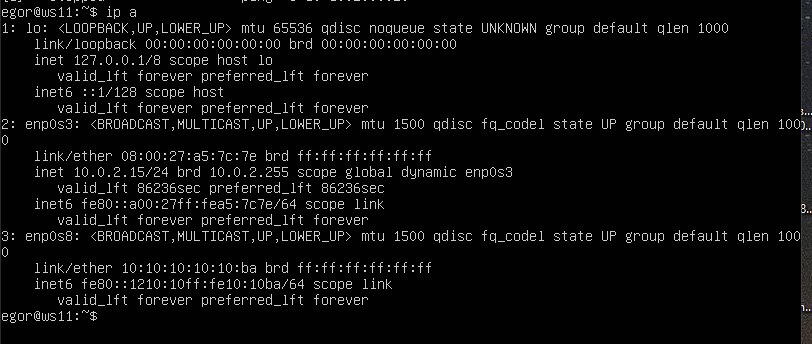 egor@ws11:~$ ip a
1: lo: <LOOPBACK,UP,LOWER_UP> mtu 65536 qdisc noqueue state UNKNOWN group default qlen 1000
    link/loopback 00:00:00:00:00:00 brd 00:00:00:00:00:00
    inet 127.0.0.1/8 scope host lo
       valid_lft forever preferred_lft forever
    inet6 ::1/128 scope host
       valid_lft forever preferred_lft forever
2: enp0s3: <BROADCAST,MULTICAST,UP,LOWER_UP> mtu 1500 qdisc fq_codel state UP group default qlen 100
0
    link/ether 08:00:27:a5:7c:7e brd ff:ff:ff:ff:ff:ff
    inet 10.0.2.15/24 brd 10.0.2.255 scope global dynamic enp0s3
       valid_lft 86236sec preferred_lft 86236sec
    inet6 fe80::a00:27ff:fea5:7c7e/64 scope link
       valid_lft forever preferred_lft forever
3: enp0s8: <BROADCAST,MULTICAST,UP,LOWER_UP> mtu 1500 qdisc fq_codel state UP group default qlen 100
0
    link/ether 10:10:10:10:10:ba brd ff:ff:ff:ff:ff:ff
    inet6 fe80::1210:10ff:fe10:10ba/64 scope link
       valid_lft forever preferred_lft forever
egor@ws11:~$